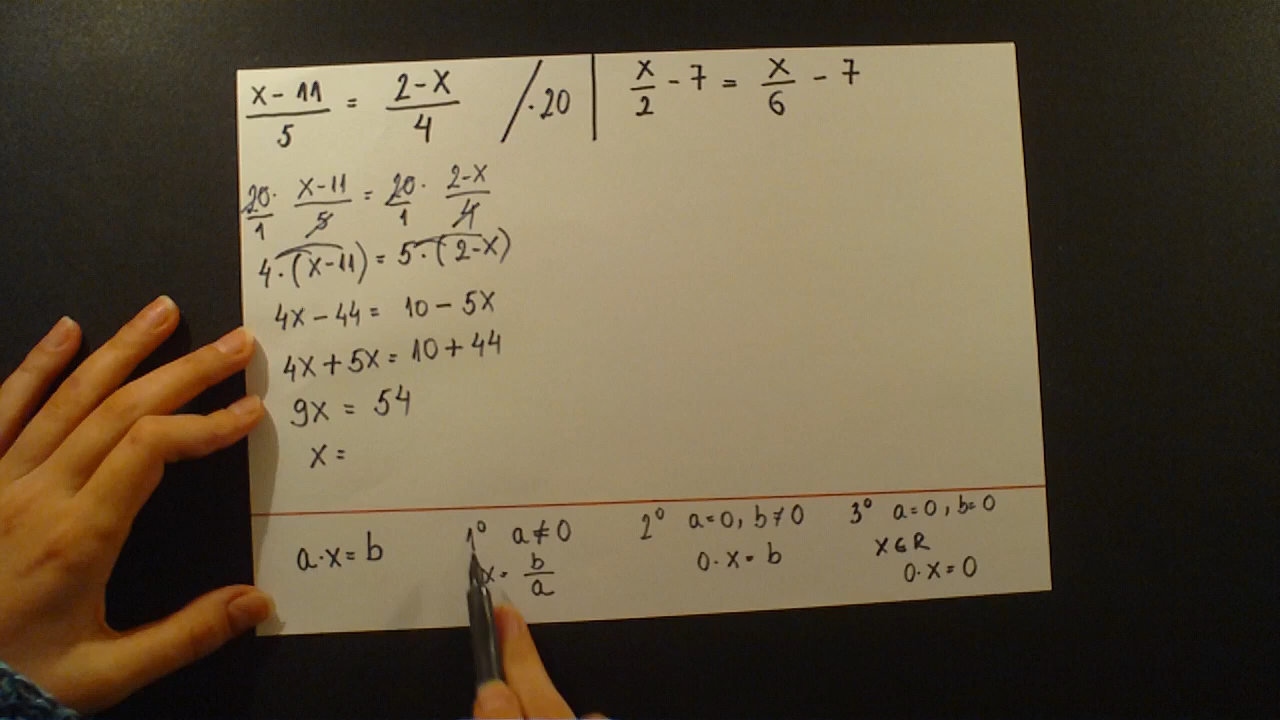 x - 11 / 5 = 2 - x / 4 /·20
20/1 · x - 11 / 5 = 20/1 · 2 - x / 4
4·(x - 11) = 5·(2 - x)
4x - 44 = 10 - 5x
4x + 5x = 10 + 44
9x = 54
x =
x/2 - 7 = x/6 - 7
a·x = b
1° a ≠ 0
x = b/a
2° a = 0, b ≠ 0
0·x = b
3° a = 0, b = 0
x ∈ R
0·x = 0